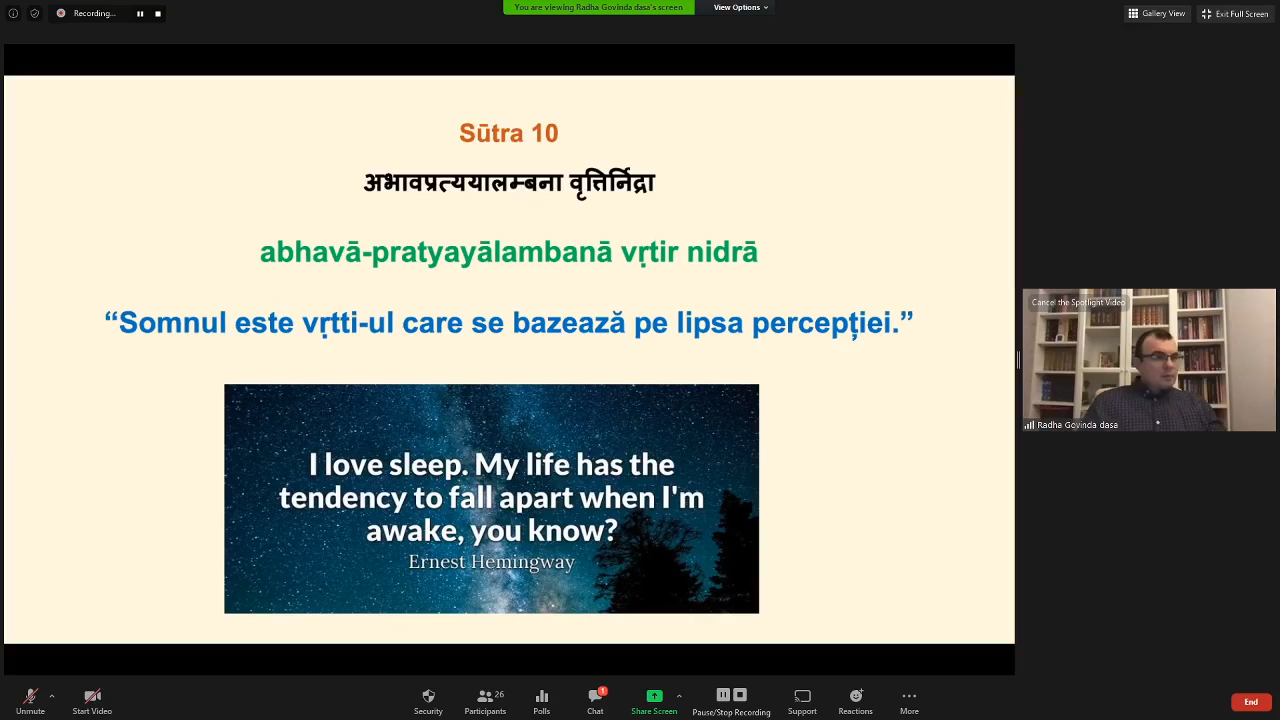 Recording...
You are viewing Radha Govinda dasa's screen
View Options
Gallery View
Exit Full Screen
Sūtra 10
अभावप्रत्ययालम्बना वृत्तिर्निद्रा
abhavā-pratyayālambanā vṛtir nidrā
“Somnul este vṛtti-ul care se bazează pe lipsa percepției.”
I love sleep. My life has the
tendency to fall apart when I'm
awake, you know?
Ernest Hemingway
Cancel the Spotlight Video
Radha Govinda dasa
Unmute
Start Video
Security
26
Participants
Polls
1
Chat
Share Screen
Pause/Stop Recording
Support
Reactions
More
End